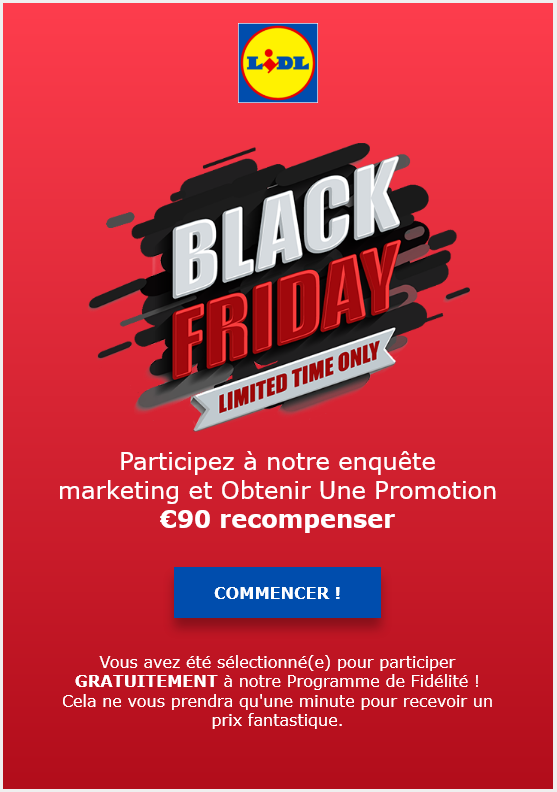 LIDL
BLACK
FRIDAY
LIMITED TIME ONLY
Participez à notre enquête
marketing et Obtenir Une Promotion
€90 recompenser
COMMENCER !
Vous avez été sélectionné(e) pour participer
GRATUITEMENT à notre Programme de Fidélité !
Cela ne vous prendra qu'une minute pour recevoir un
prix fantastique.